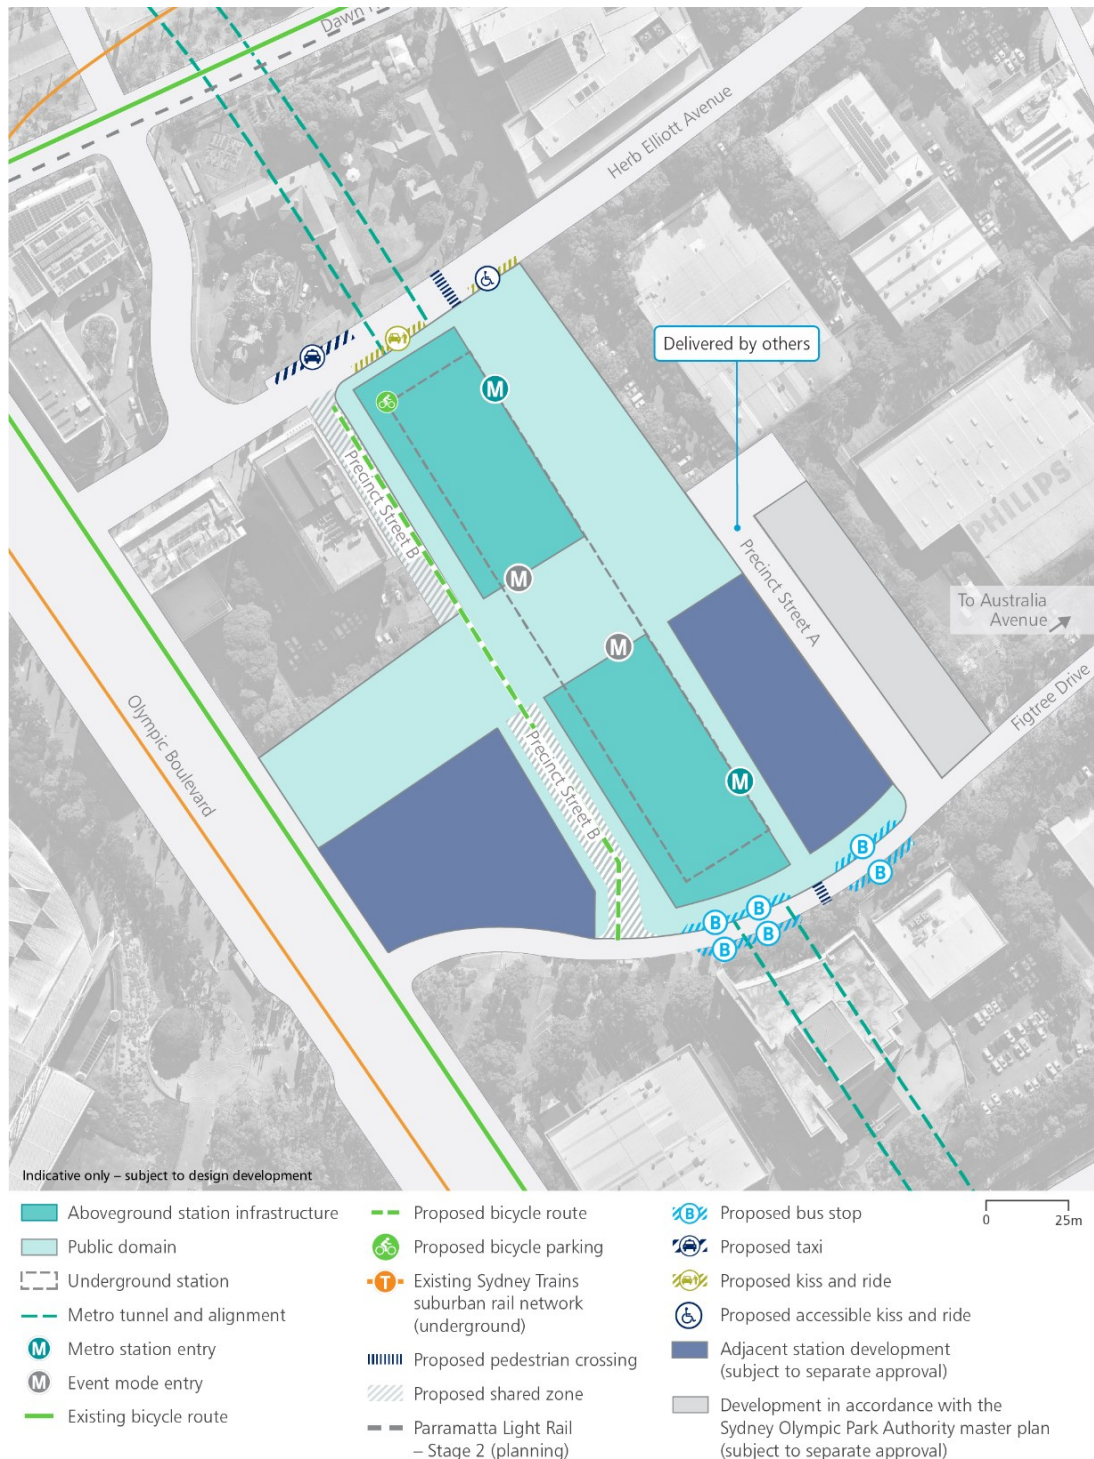 Dawn
Herb Elliott Avenue
Delivered by others
Precinct Street B
PHILIPS
Precinct Street A
To Australia
Avenue
Figtree Drive
M
M
M
M
Olympic Boulevard
Precinct Street B
B
B
B
B
B
B
Indicative only – subject to design development
Aboveground station infrastructure
Public domain
Underground station
Metro tunnel and alignment
M Metro station entry
M Event mode entry
Existing bicycle route
Proposed bicycle route
Proposed bicycle parking
T Existing Sydney Trains
suburban rail network
(underground)
Proposed pedestrian crossing
Proposed shared zone
Parramatta Light Rail
– Stage 2 (planning)
B Proposed bus stop
Proposed taxi
Proposed kiss and ride
Proposed accessible kiss and ride
Adjacent station development
(subject to separate approval)
Development in accordance with the
Sydney Olympic Park Authority master plan
(subject to separate approval)
0 25m